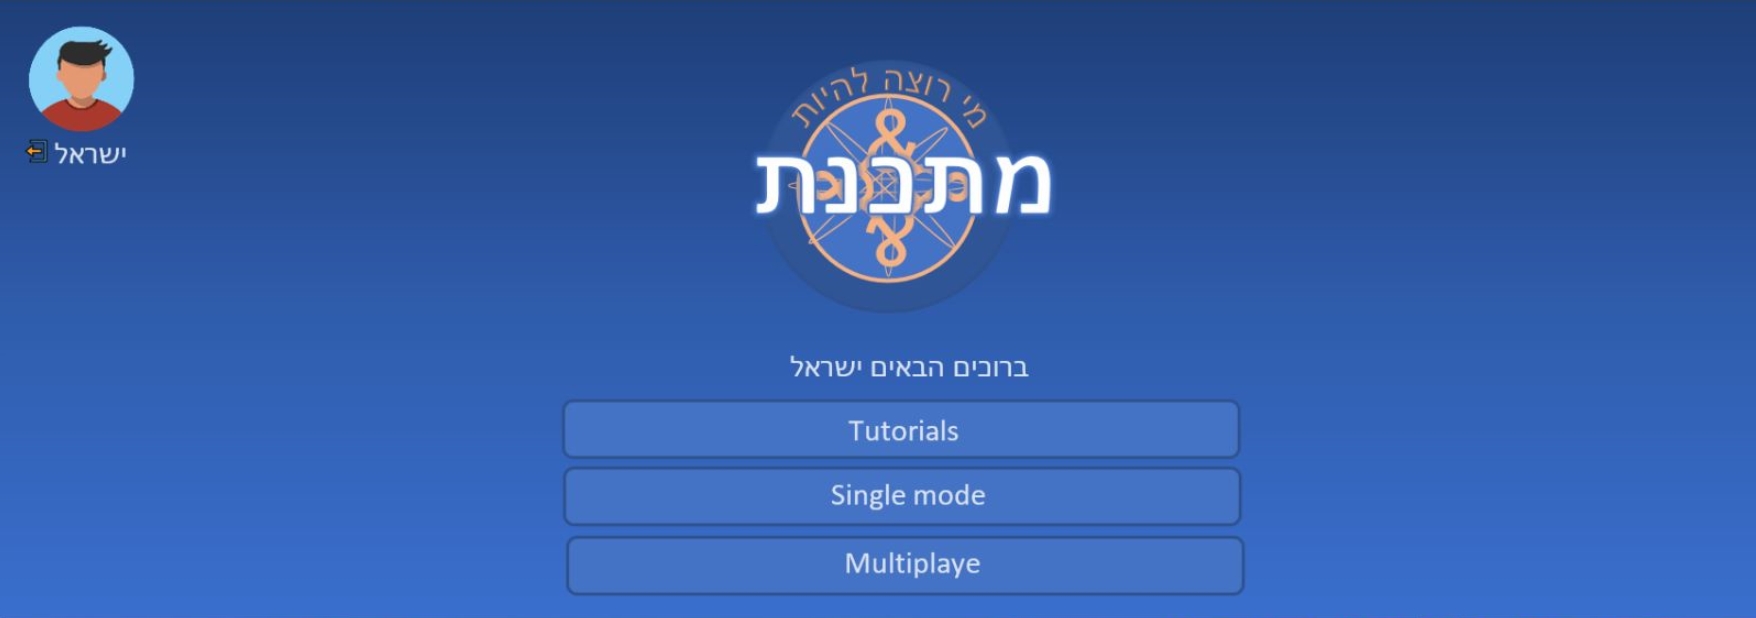 ישראל
מי רוצה להיות
מתכנת
ברוכים הבאים ישראל
Tutorials
Single mode
Multiplaye